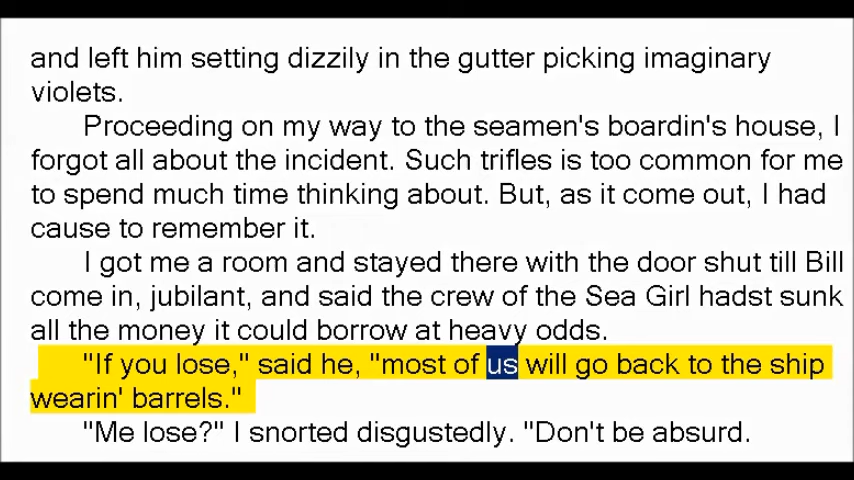 and left him setting dizzily in the gutter picking imaginary
violets.
Proceeding on my way to the seamen's boardin's house, I
forgot all about the incident. Such trifles is too common for me
to spend much time thinking about. But, as it come out, I had
cause to remember it.
I got me a room and stayed there with the door shut till Bill
come in, jubilant, and said the crew of the Sea Girl hadst sunk
all the money it could borrow at heavy odds.
"If you lose," said he, "most of us will go back to the ship
wearin' barrels."
"Me lose?" I snorted disgustedly. "Don't be absurd.